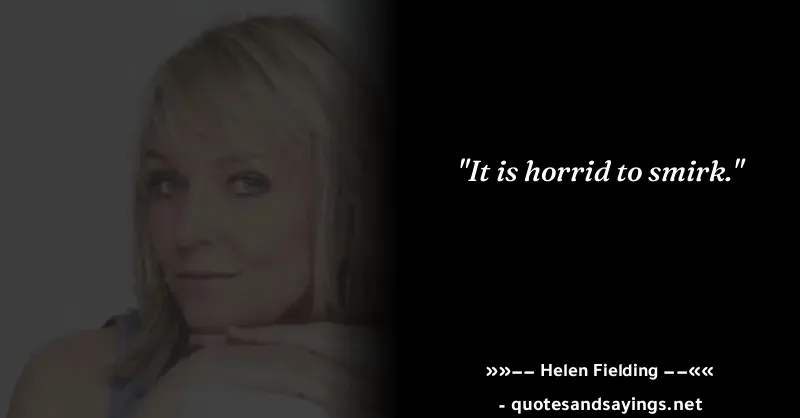 "It is horrid to smirk."
»»−− Helen Fielding −−««
- quotesandsayings.net